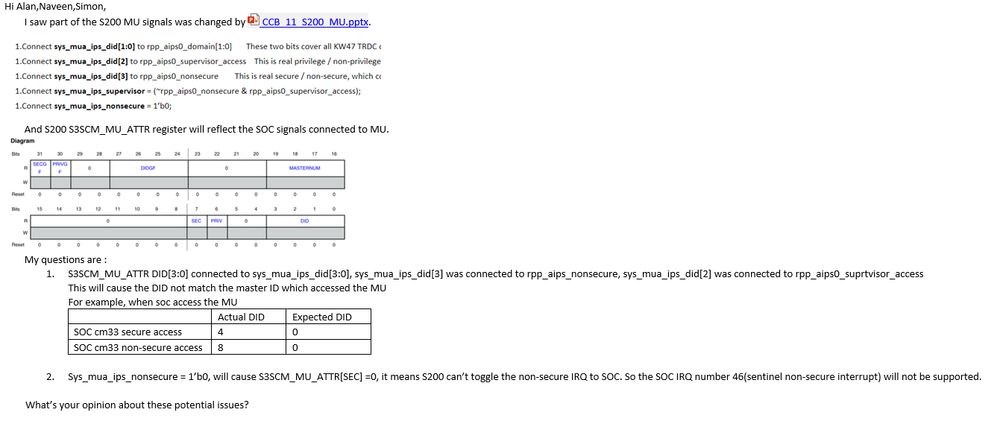 Hi Alan,Naveen,Simon,
I saw part of the S200 MU signals was changed by CCB_11_S200_MU.pptx.
1.Connect sys_mua_ips_did[1:0] to rpp_aips0_domain[1:0] These two bits cover all KW47 TRDC
1.Connect sys_mua_ips_did[2] to rpp_aips0_supervisor_access This is real privilege / non-privilege
1.Connect sys_mua_ips_did[3] to rpp_aips0_nonsecure This is real secure / non-secure, which
1.Connect sys_mua_ips_supervisor = (~rpp_aips0_nonsecure & rpp_aips0_supervisor_access);
1.Connect sys_mua_ips_nonsecure = 1'b0;
And S200 S3SCM_MU_ATTR register will reflect the SOC signals connected to MU.
Diagram
Bits 31 30 29 28 27 26 25 24 23 22 21 20 19 18 17 16
R SECG F PRIVG F 0 DIDGF 0 MASTERNUM
W
Reset 0 0 0 0 0 0 0 0 0 0 0 0 0 0 0 0
Bits 15 14 13 12 11 10 9 8 7 6 5 4 3 2 1 0
R 0 SEC PRIV 0 DID
W
Reset 0 0 0 0 0 0 0 0 0 0 0 0 0 0 0 0
My questions are :
1. S3SCM_MU_ATTR DID[3:0] connected to sys_mua_ips_did[3:0], sys_mua_ips_did[3] was connected to rpp_aips_nonsecure, sys_mua_ips_did[2] was connected to rpp_aips0_suprtvisor_access
This will cause the DID not match the master ID which accessed the MU
For example, when soc access the MU
Actual DID Expected DID
SOC cm33 secure access 4 0
SOC cm33 non-secure access 8 0
2. Sys_mua_ips_nonsecure = 1'b0, will cause S3SCM_MU_ATTR[SEC] =0, it means S200 can't toggle the non-secure IRQ to SOC. So the SOC IRQ number 46(sentinel non-secure interrupt) will not be supported.
What's your opinion about these potential issues?